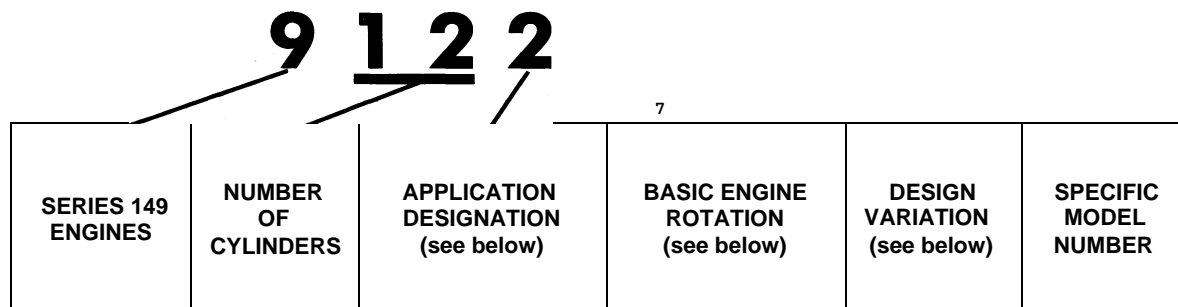 9 1 2 2
7
SERIES 149
ENGINES
NUMBER
OF
CYLINDERS
APPLICATION
DESIGNATION
(see below)
BASIC ENGINE
ROTATION
(see below)
DESIGN
VARIATION
(see below)
SPECIFIC
MODEL
NUMBER